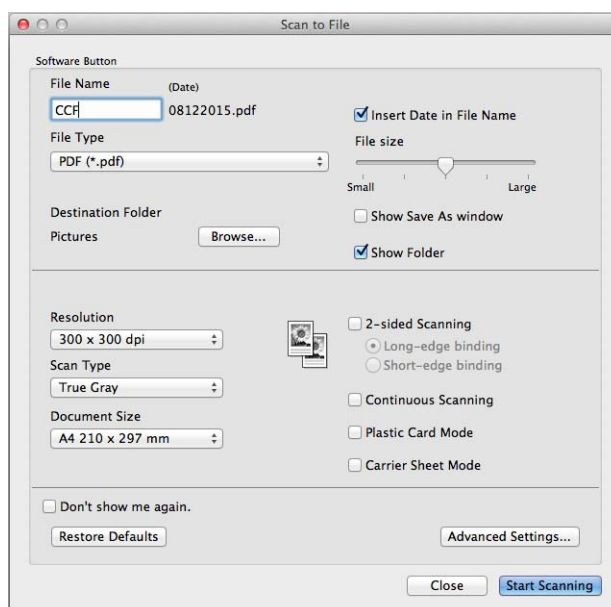 Scan to File
Software Button
File Name
(Date)
CCF
08122015.pdf
Insert Date in File Name
File Type
PDF (*.pdf)
File size
Small
Large
Destination Folder
Pictures
Browse...
Show Save As window
Show Folder
Resolution
300 x 300 dpi
Scan Type
True Gray
Document Size
A4 210 x 297 mm
2-sided Scanning
Long-edge binding
Short-edge binding
Continuous Scanning
Plastic Card Mode
Carrier Sheet Mode
Don't show me again.
Restore Defaults
Advanced Settings...
Close
Start Scanning